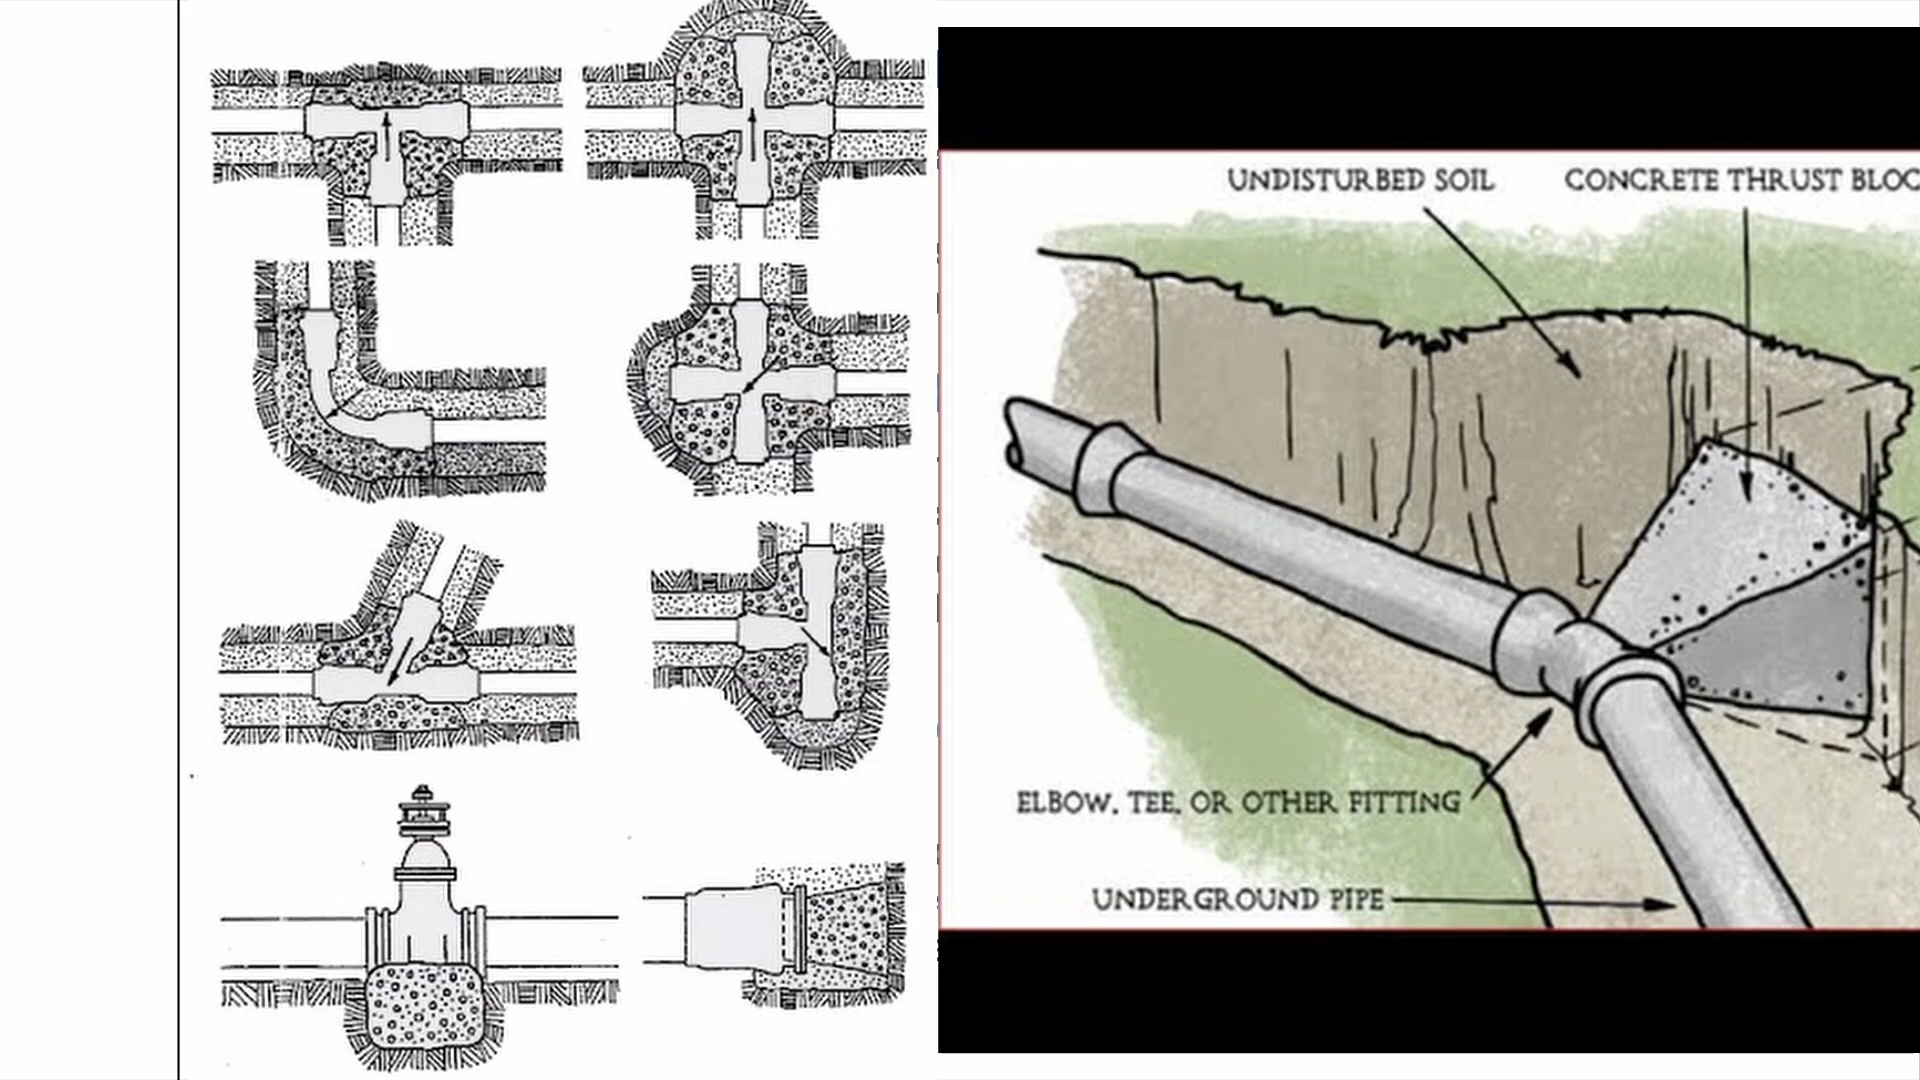 UNDISTURBED SOIL
CONCRETE THRUST BLOC
ELBOW, TEE, OR OTHER FITTING
UNDERGROUND PIPE